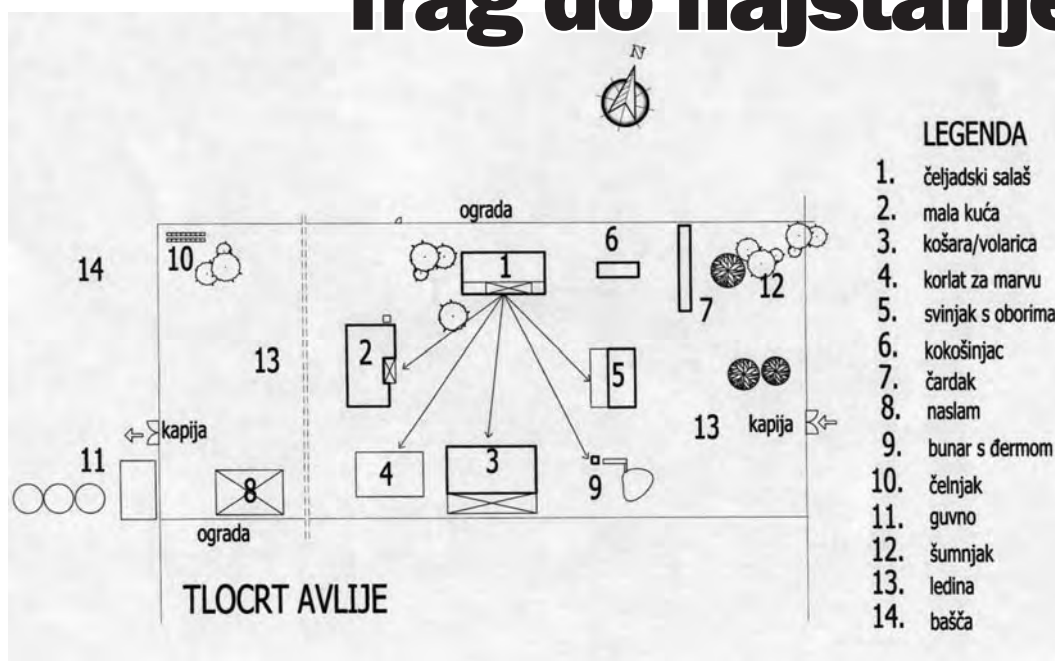 Trag do najstarije
N
LEGENDA
1. čeljadski salaš
2. mala kuća
3. košara/volarica
4. korlat za marvu
5. svinjak s oborima
6. kokošinjac
7. čardak
8. naslam
9. bunar s đermom
10. čelnjak
11. guvno
12. šumnjak
13. ledina
14. bašča
ograda
14
10
1
6
7
12
13
2
5
kapija
13
kapija
11
8
4
3
9
ograda
TLOCRT AVLIJE